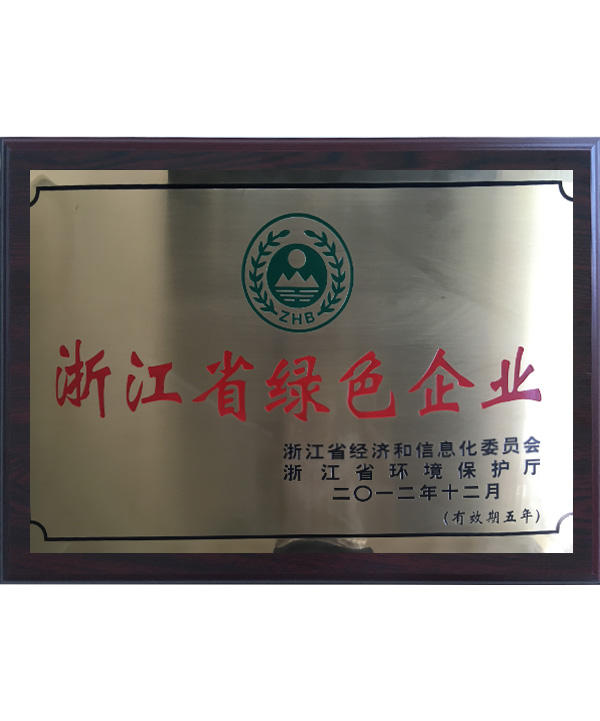 ZHB
浙江省绿色企业
浙江省经济和信息化委员会
浙江省环境保护厅
二〇一二年十二月
(有效期五年)